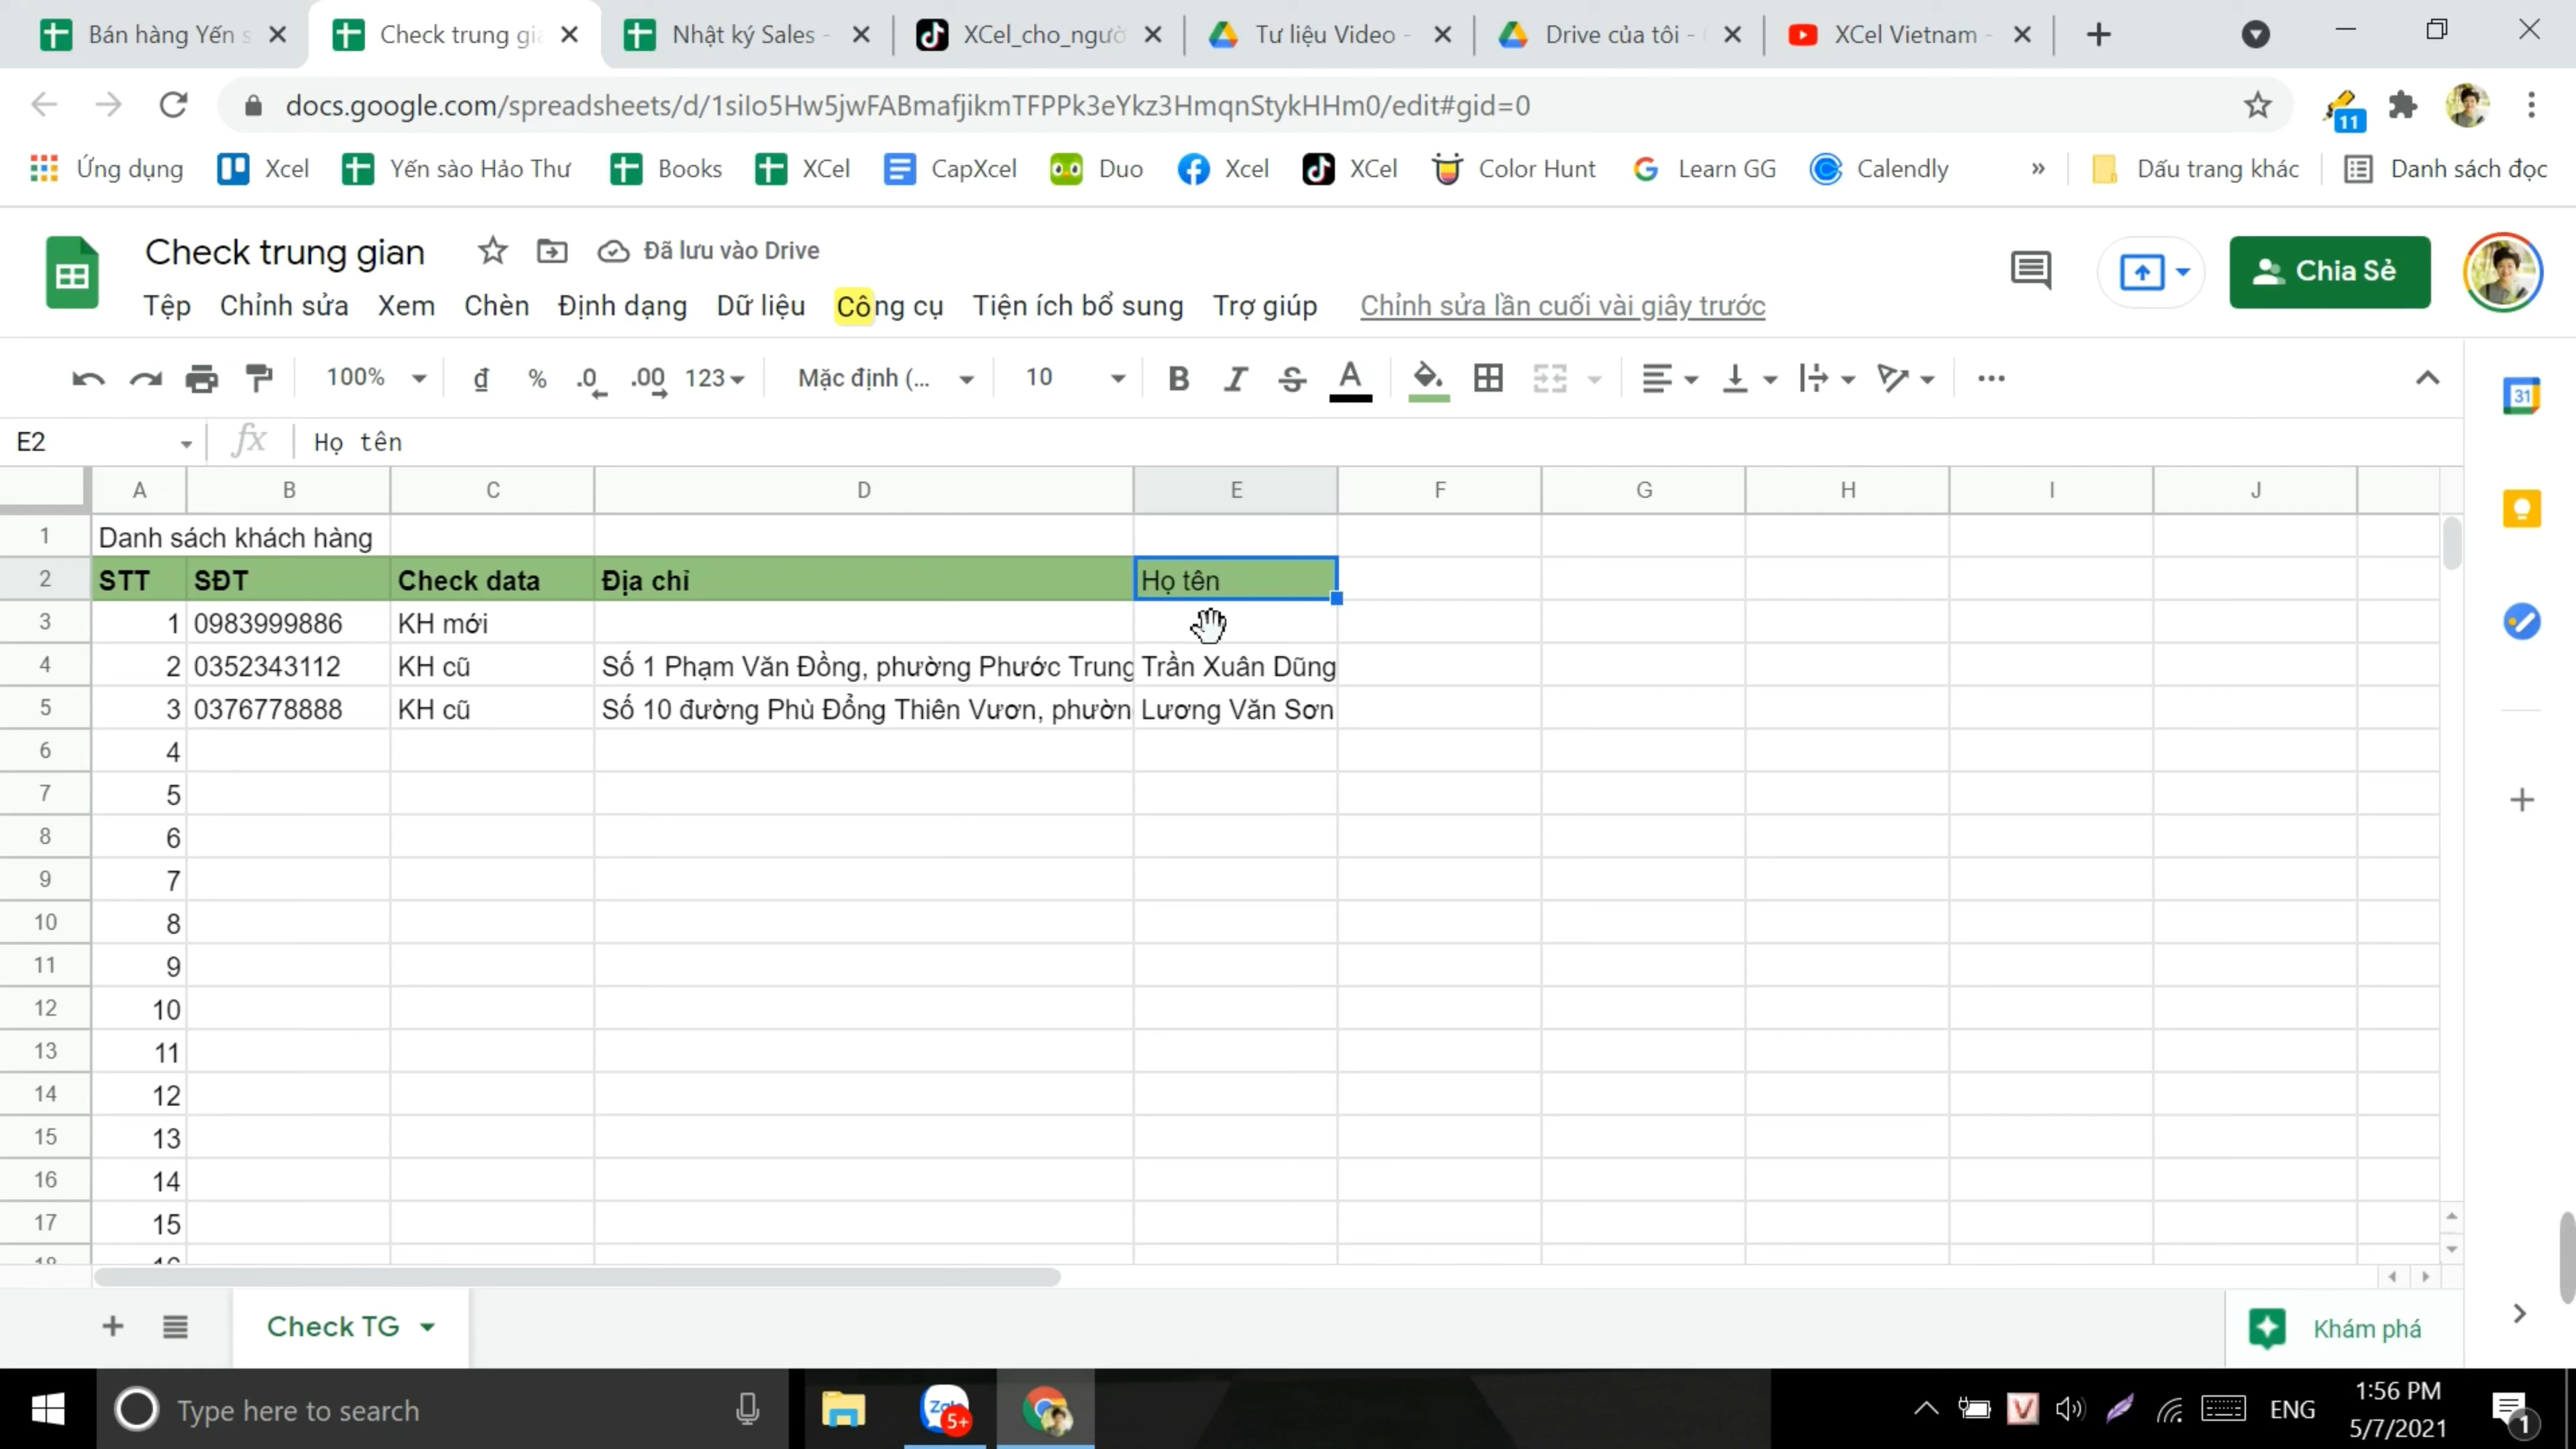 Bán hàng Yến s
Check trung gia
Nhật ký Sales -
XCel_cho_ngườ
Tư liệu Video -
Drive của tôi -
XCel Vietnam -
docs.google.com/spreadsheets/d/1silo5Hw5jwFABmafjikmTFPPk3eYkz3HmqnStykHHm0/edit#gid=0
11
Ứng dụng
Xcel
Yến sào Hảo Thư
Books
XCel
CapXcel
Duo
Xcel
XCel
Color Hunt
Learn GG
Calendly
»
Dấu trang khác
Danh sách đọc
Check trung gian
Đã lưu vào Drive
Chia Sẻ
Tệp Chỉnh sửa Xem Chèn Định dạng Dữ liệu Công cụ Tiện ích bổ sung Trợ giúp Chỉnh sửa lần cuối vài giây trước
100% đ % .0 .00 123 Mặc định (... 10 B I S A
31
E2 fx Họ tên
A B C D E F G H I J
1 Danh sách khách hàng
2 STT SĐT Check data Địa chỉ Họ tên
3 1 0983999886 KH mới
4 2 0352343112 KH cũ Số 1 Phạm Văn Đồng, phường Phước Trung Trần Xuân Dũng
5 3 0376778888 KH cũ Số 10 đường Phù Đổng Thiên Vươn, phườn Lương Văn Sơn
6 4
7 5
8 6
9 7
10 8
11 9
12 10
13 11
14 12
15 13
16 14
17 15
18 16
Check TG
Khám phá
Type here to search
Zalo
5+
V
ENG
1:56 PM
5/7/2021
1